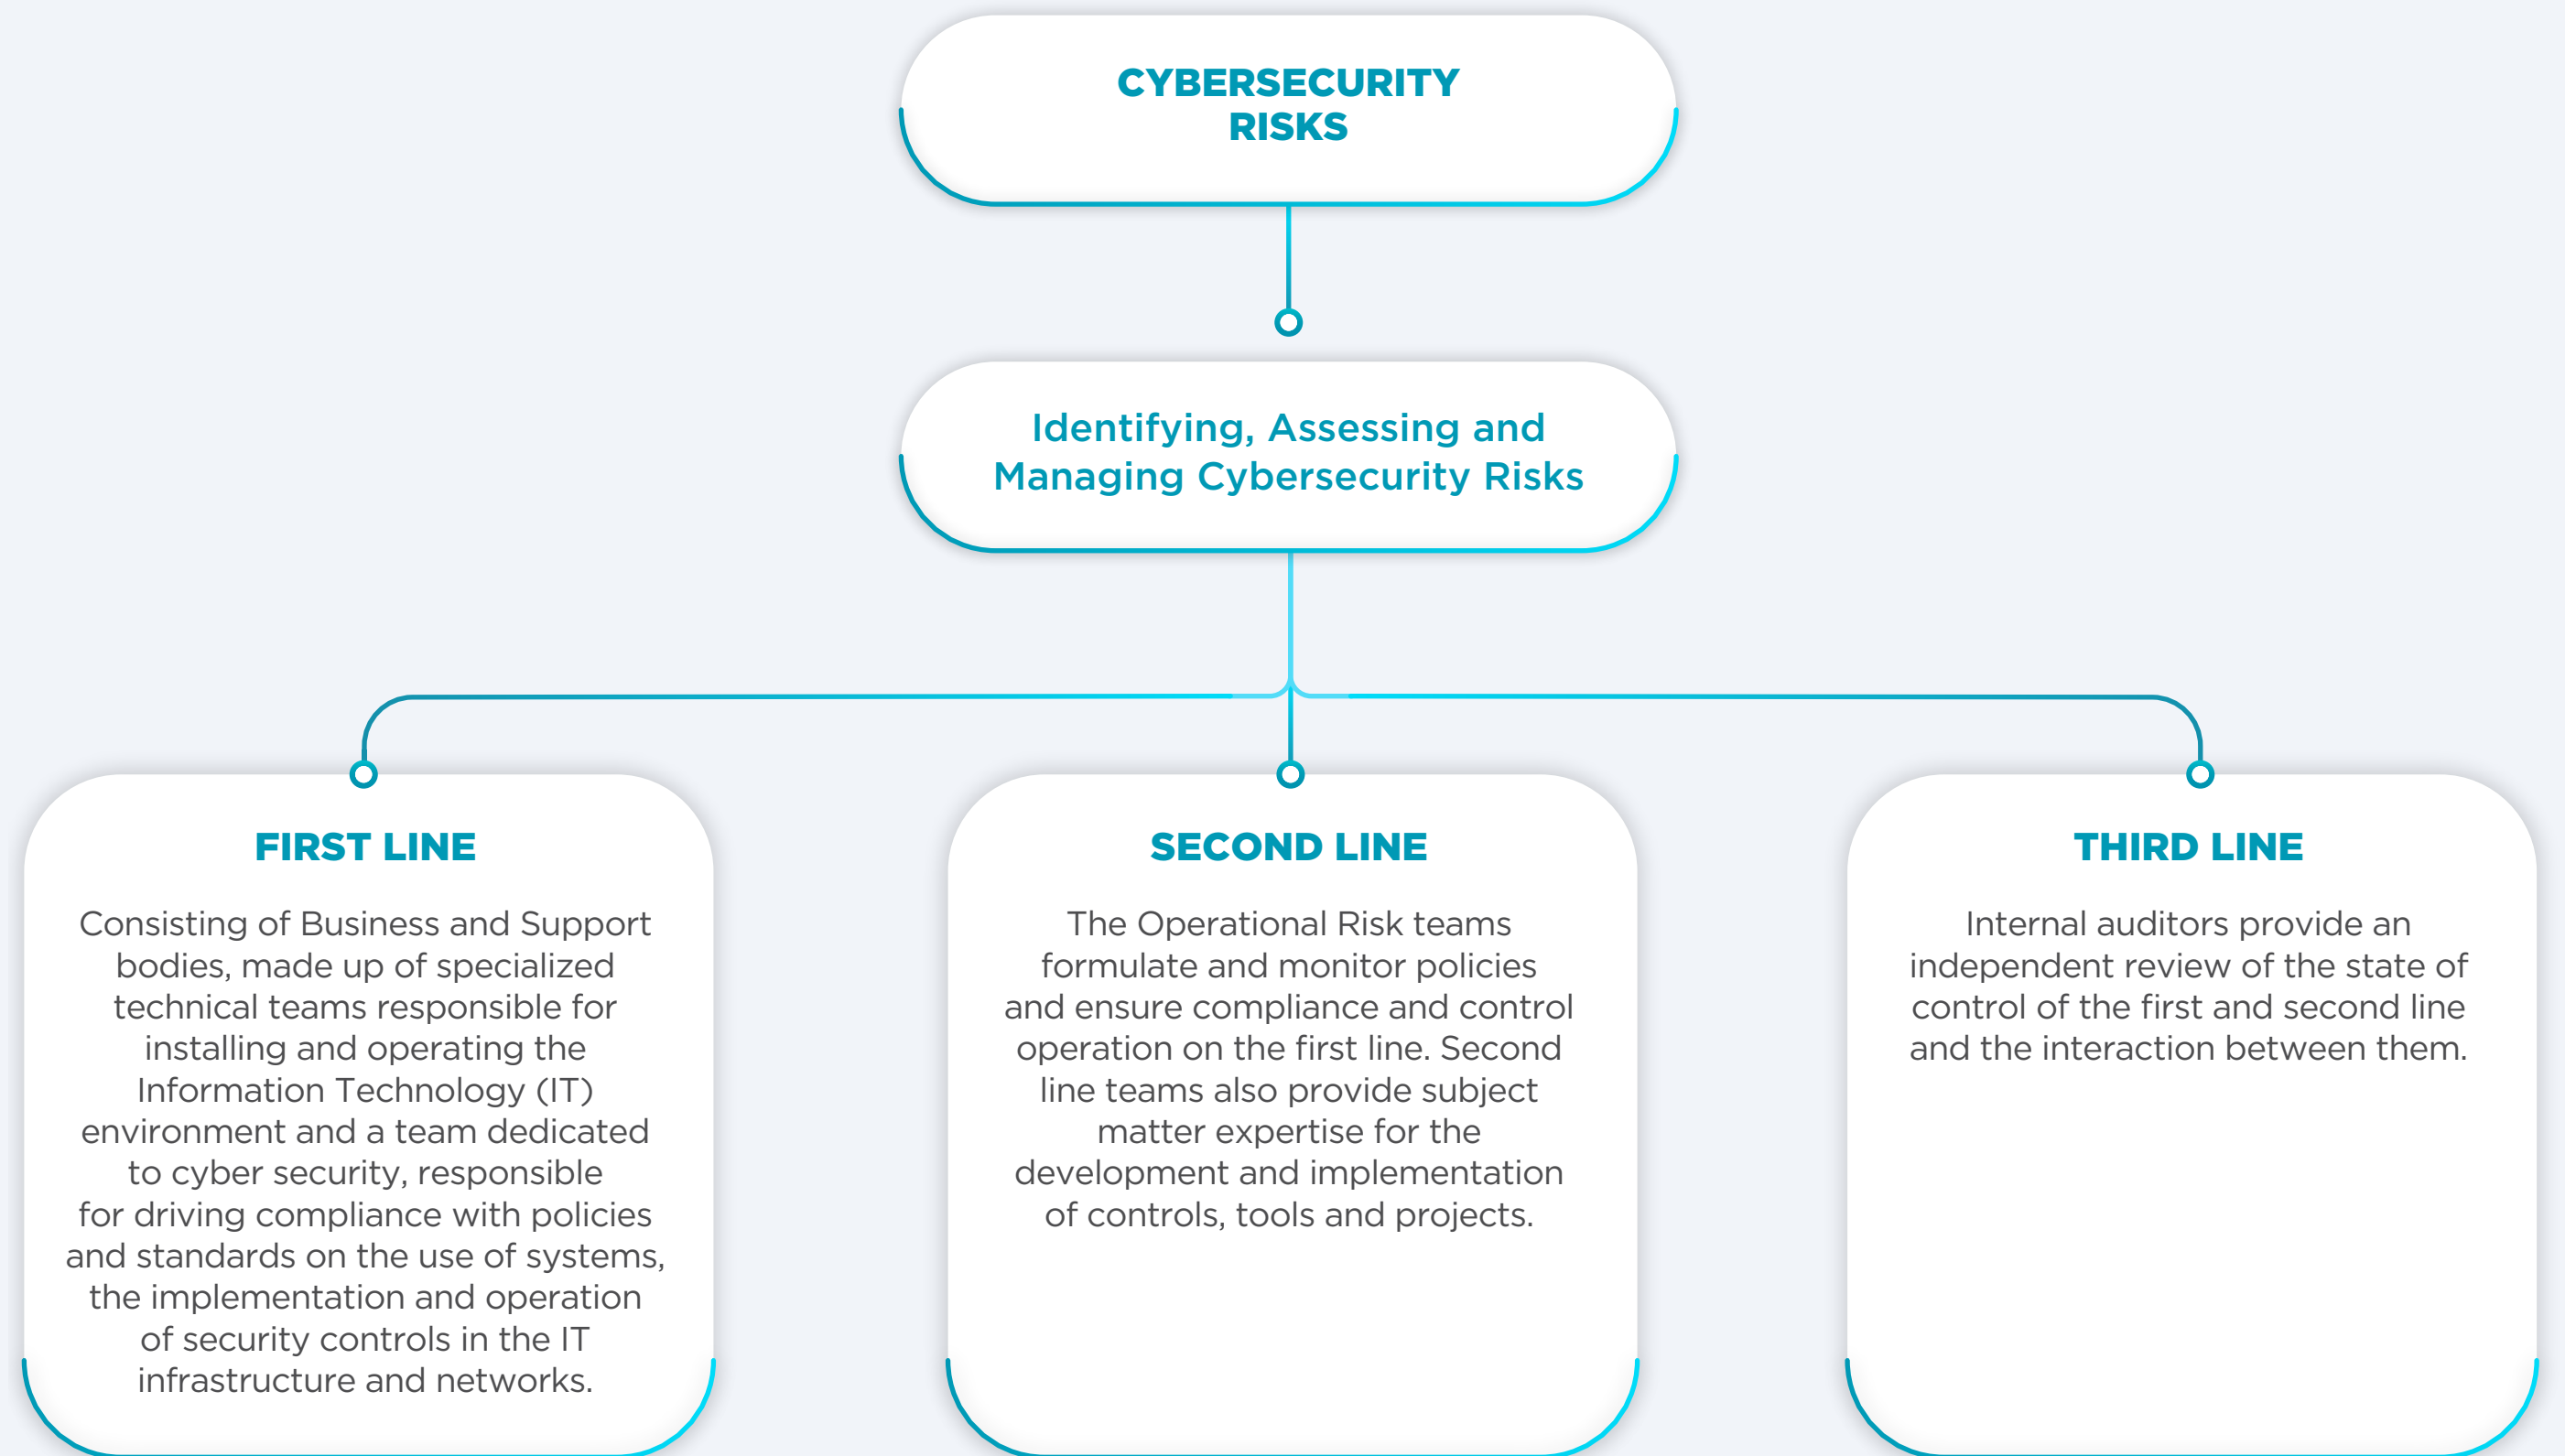 CYBERSECURITY
RISKS
Identifying, Assessing and
Managing Cybersecurity Risks
FIRST LINE
Consisting of Business and Support
bodies, made up of specialized
technical teams responsible for
installing and operating the
Information Technology (IT)
environment and a team dedicated
to cyber security, responsible
for driving compliance with policies
and standards on the use of systems,
the implementation and operation
of security controls in the IT
infrastructure and networks.
SECOND LINE
The Operational Risk teams
formulate and monitor policies
and ensure compliance and control
operation on the first line. Second
line teams also provide subject
matter expertise for the
development and implementation
of controls, tools and projects.
THIRD LINE
Internal auditors provide an
independent review of the state of
control of the first and second line
and the interaction between them.